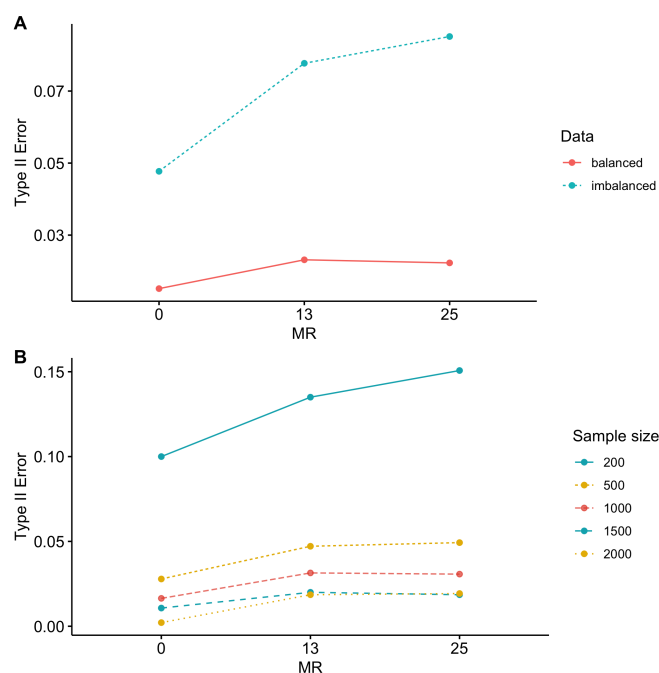 A
0.07
0.05
0.03
Type II Error
0
13
25
MR
Data
balanced
imbalanced
B
0.15
0.10
0.05
0.00
Type II Error
0
13
25
MR
Sample size
200
500
1000
1500
2000